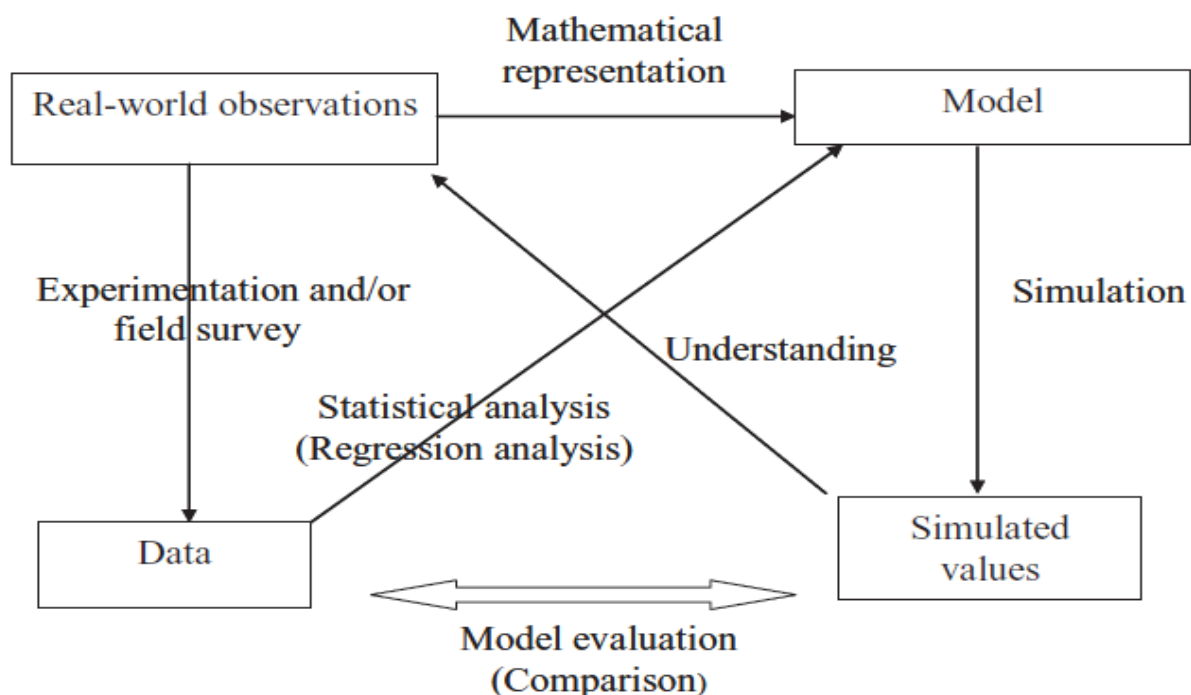 Mathematical
representation
Real-world observations
Model
Experimentation and/or
field survey
Simulation
Understanding
Statistical analysis
(Regression analysis)
Data
Simulated
values
Model evaluation
(Comparison)